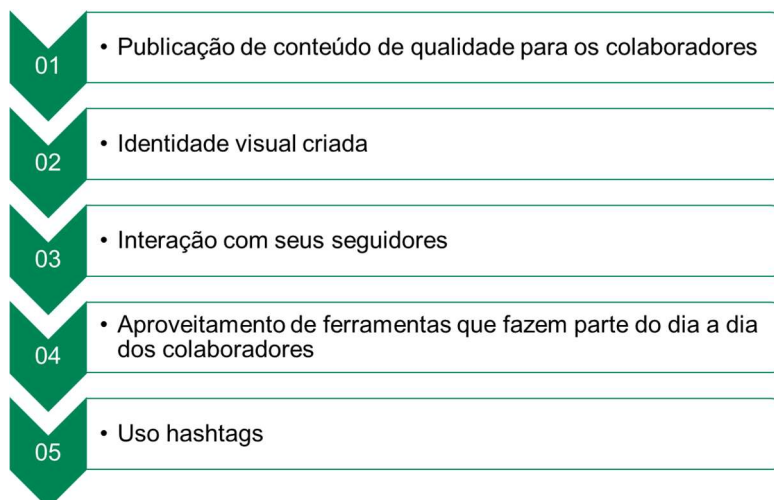 01
• Publicação de conteúdo de qualidade para os colaboradores
02
• Identidade visual criada
03
• Interação com seus seguidores
04
• Aproveitamento de ferramentas que fazem parte do dia a dia
dos colaboradores
05
• Uso hashtags